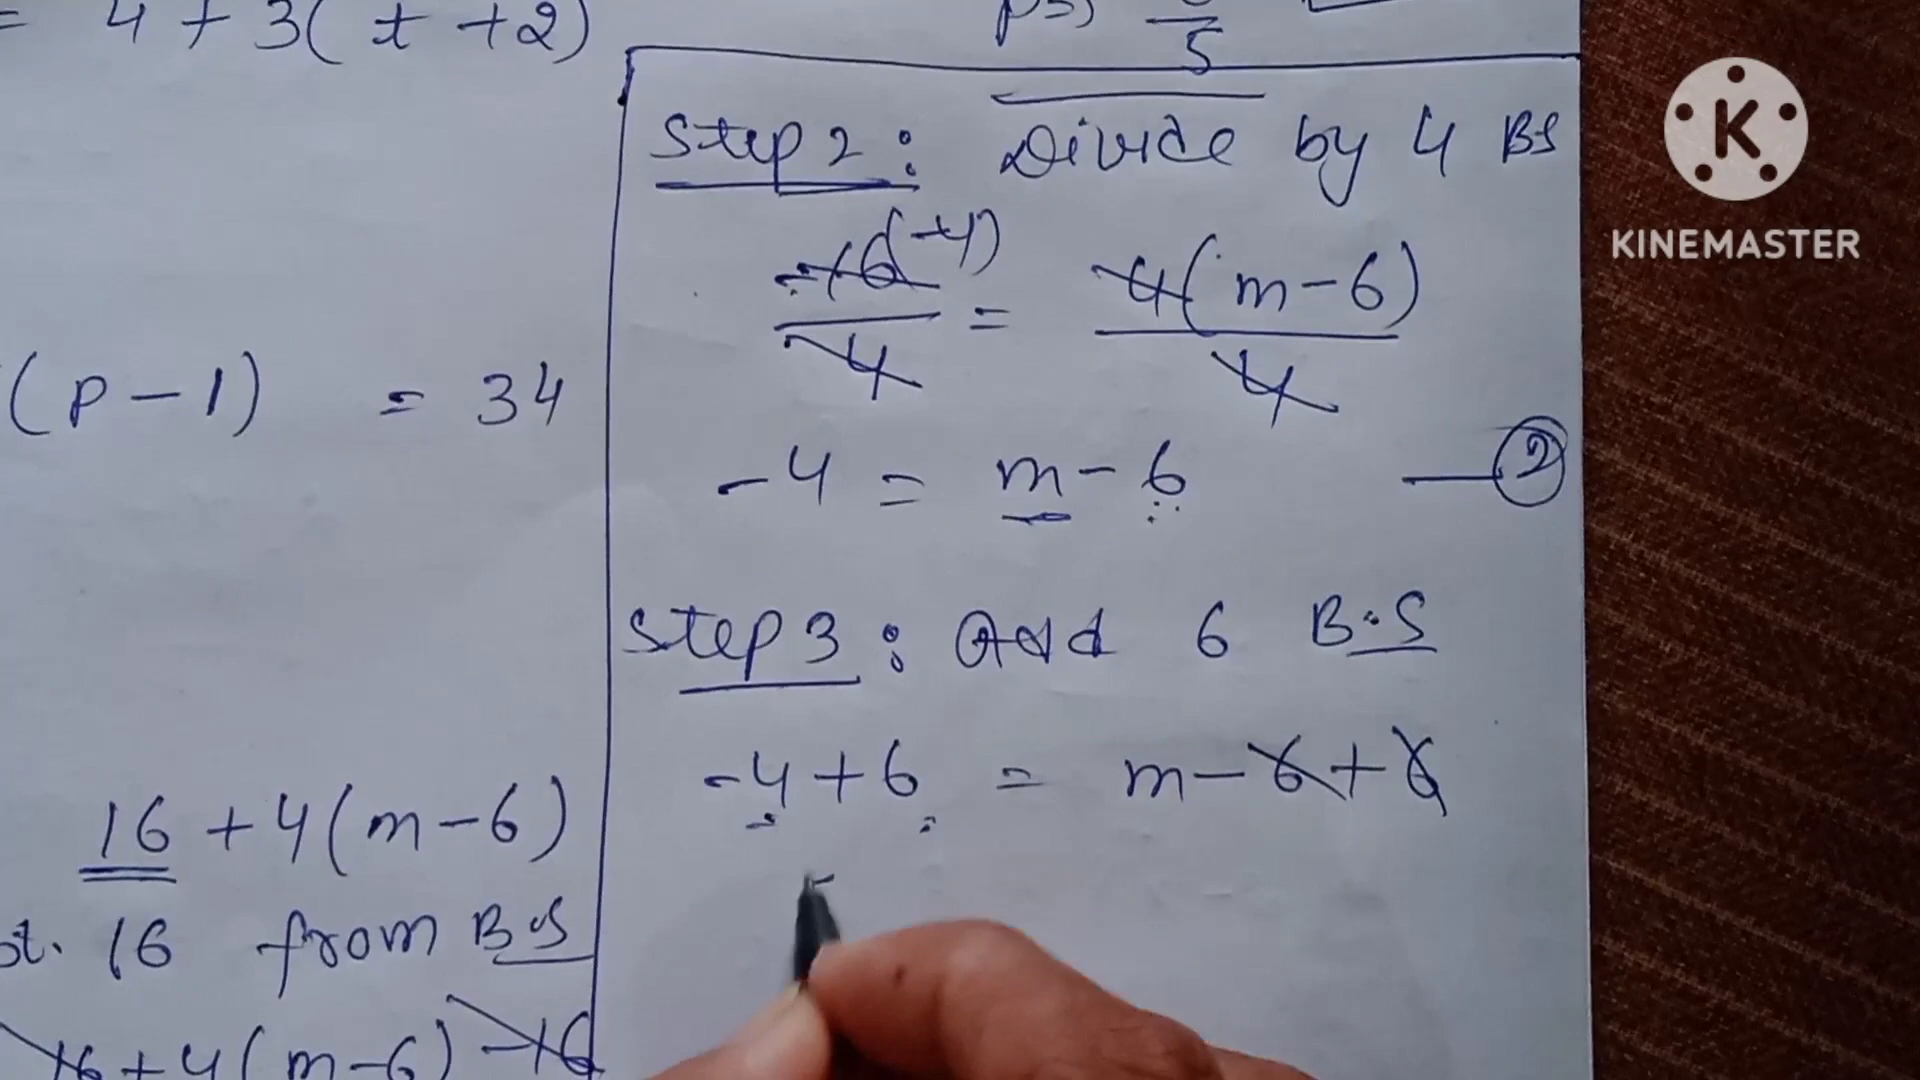 = 4 + 3(t + 2)
(p - 1) = 34
16 + 4(m - 6)
16 from B.S
16 + 4(m - 6) - 16
5
Step 2: Divide by 4 BS
-16(-4) / 4 = 4(m - 6) / 4
-4 = m - 6 — 2
Step 3: Add 6 B.S
-4 + 6 = m - 6 + 6
K
KINEMASTER